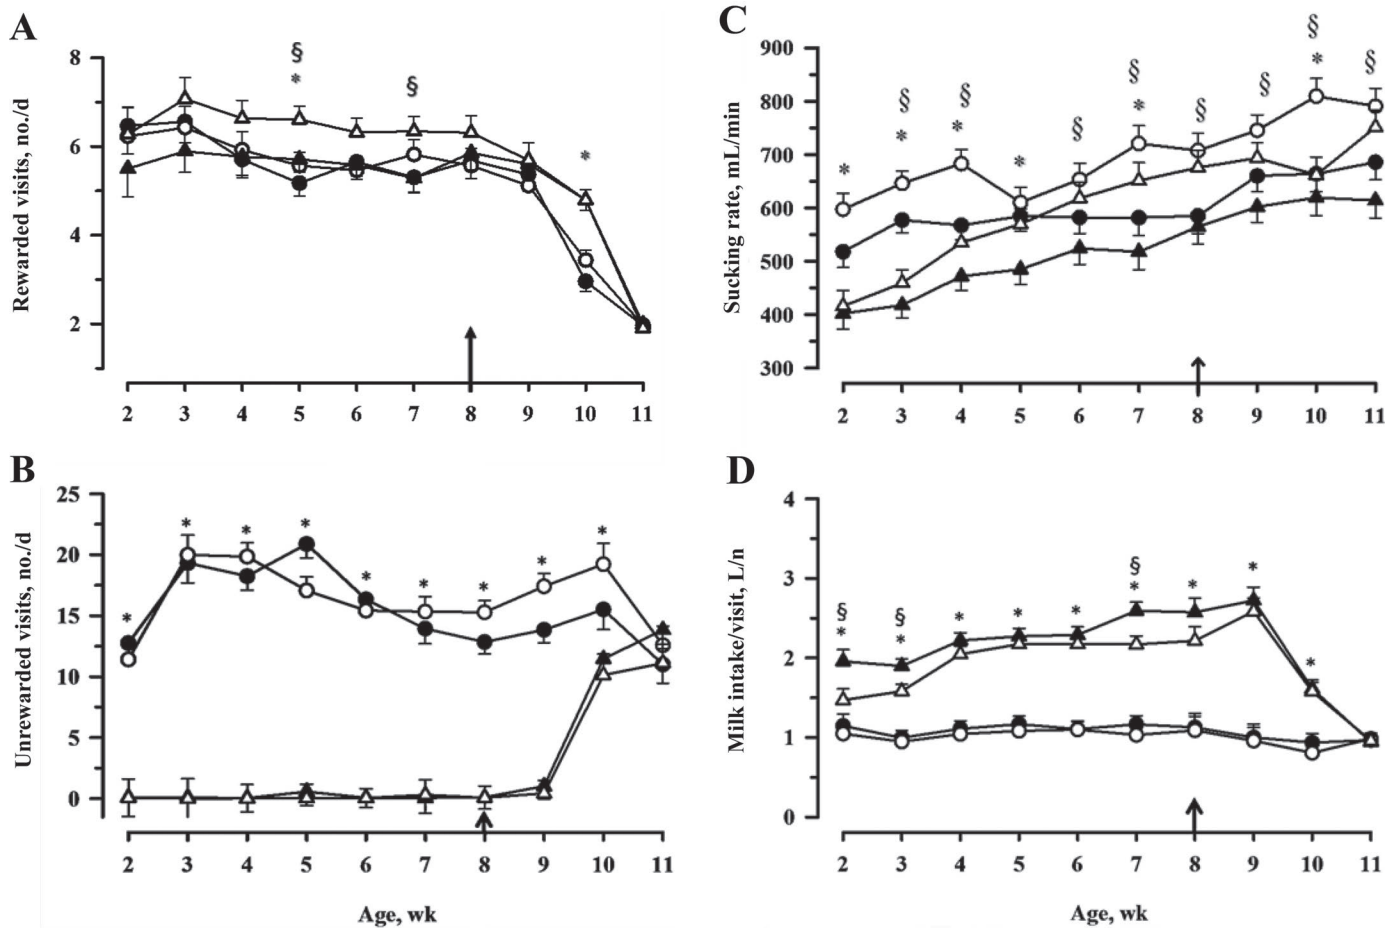 A
Rewarded visits, no./d
8
6
4
2
§
*
§
*
2 3 4 5 6 7 8 9 10 11
B
Unrewarded visits, no./d
25
20
15
10
5
0
* * * * * * * * *
2 3 4 5 6 7 8 9 10 11
Age, wk
C
Sucking rate, mL/min
900
800
700
600
500
400
300
§ § § § § § § §
* * * * * *
2 3 4 5 6 7 8 9 10 11
D
Milk intake/visit, L/n
4
3
2
1
0
§ § §
* * * * * * * * *
2 3 4 5 6 7 8 9 10 11
Age, wk